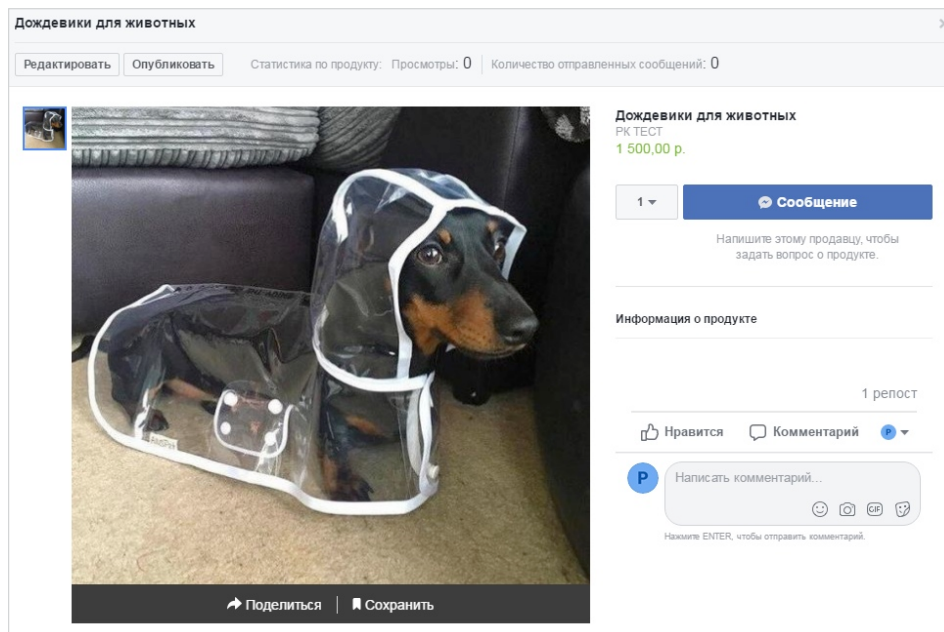 Дождевики для животных
Редактировать Опубликовать Статистика по продукту: Просмотры: 0 Количество отправленных сообщений: 0
Дождевики для животных
РК ТЕСТ
1 500,00 р.
1 Сообщение
Напишите этому продавцу, чтобы
задать вопрос о продукте.
Информация о продукте
1 репост
Нравится Комментарий P
P Написать комментарий...
GIF
Нажмите ENTER, чтобы отправить комментарий.
Поделиться Сохранить